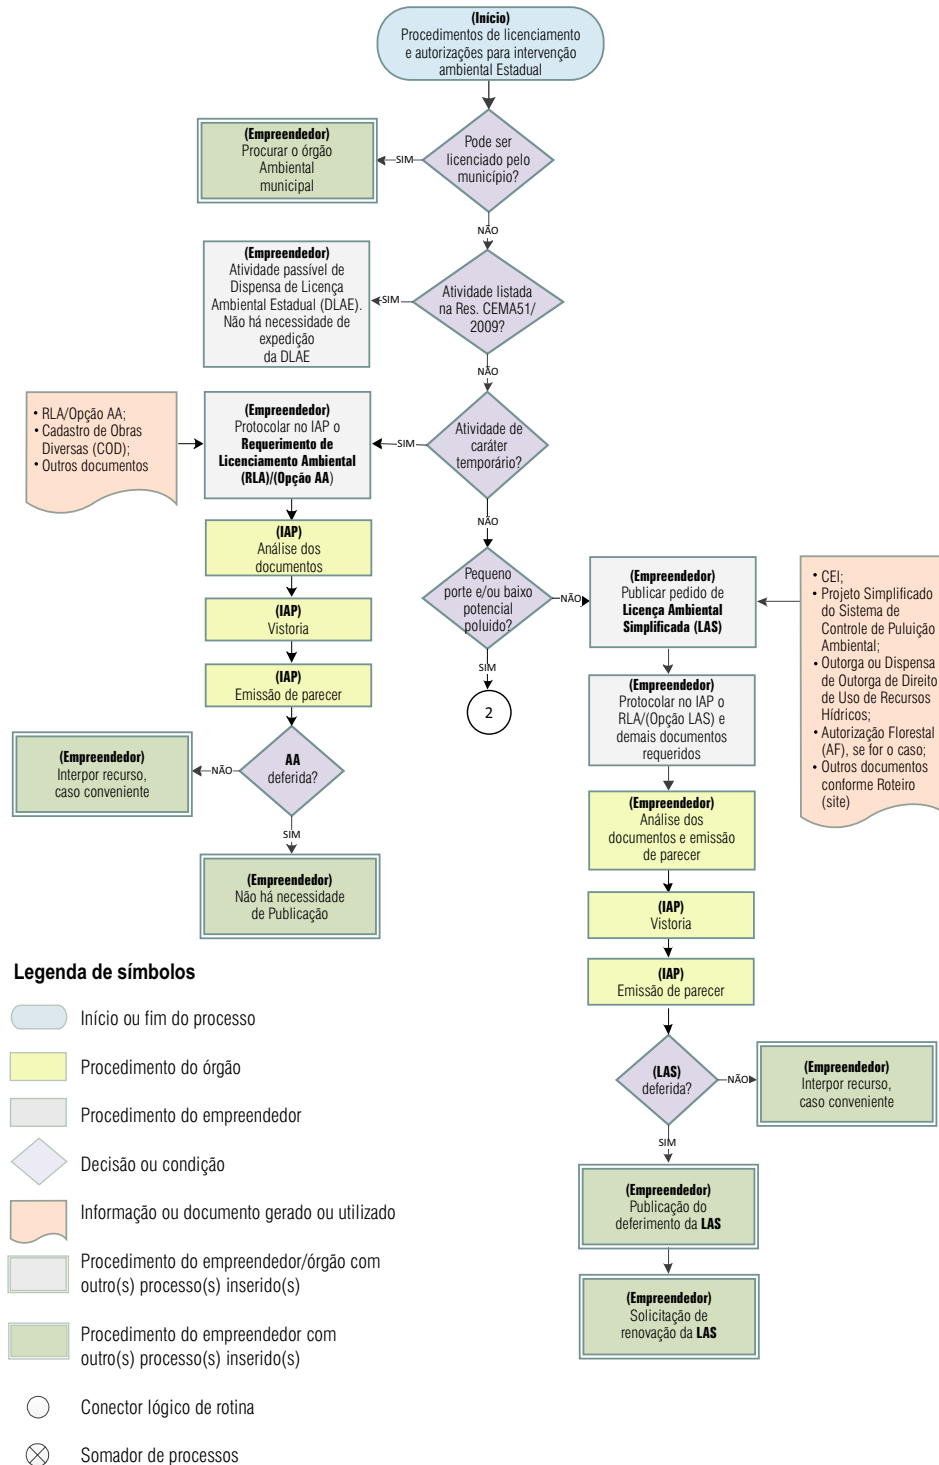 (Início)
Procedimentos de licenciamento
e autorizações para intervenção
ambiental Estadual
Pode ser
licenciado pelo
município?
SIM
(Empreendedor)
Procurar o órgão
Ambiental
municipal
NÃO
Atividade listada
na Res. CEMA51/
2009?
SIM
(Empreendedor)
Atividade passível de
Dispensa de Licença
Ambiental Estadual (DLAE).
Não há necessidade de
expedição
da DLAE
NÃO
Atividade de
caráter
temporário?
SIM
(Empreendedor)
Protocolar no IAP o
Requerimento de
Licenciamento Ambiental
(RLA)/(Opção AA)
• RLA/Opção AA;
• Cadastro de Obras
Diversas (COD);
• Outros documentos
(IAP)
Análise dos
documentos
(IAP)
Vistoria
(IAP)
Emissão de parecer
AA
deferida?
NÃO
(Empreendedor)
Interpor recurso,
caso conveniente
SIM
(Empreendedor)
Não há necessidade
de Publicação
NÃO
Pequeno
porte e/ou baixo
potencial
poluido?
SIM
2
NÃO
(Empreendedor)
Publicar pedido de
Licença Ambiental
Simplificada (LAS)
• CEI;
• Projeto Simplificado
do Sistema de
Controle de Puluição
Ambiental;
• Outorga ou Dispensa
de Outorga de Direito
de Uso de Recursos
Hídricos;
• Autorização Florestal
(AF), se for o caso;
• Outros documentos
conforme Roteiro
(site)
(Empreendedor)
Protocolar no IAP o
RLA/(Opção LAS) e
demais documentos
requeridos
(Empreendedor)
Análise dos
documentos e emissão
de parecer
(IAP)
Vistoria
(IAP)
Emissão de parecer
(LAS)
deferida?
NÃO
(Empreendedor)
Interpor recurso,
caso conveniente
SIM
(Empreendedor)
Publicação do
deferimento da LAS
(Empreendedor)
Solicitação de
renovação da LAS
Legenda de símbolos
Início ou fim do processo
Procedimento do órgão
Procedimento do empreendedor
Decisão ou condição
Informação ou documento gerado ou utilizado
Procedimento do empreendedor/órgão com
outro(s) processo(s) inserido(s)
Procedimento do empreendedor com
outro(s) processo(s) inserido(s)
Conector lógico de rotina
Somador de processos